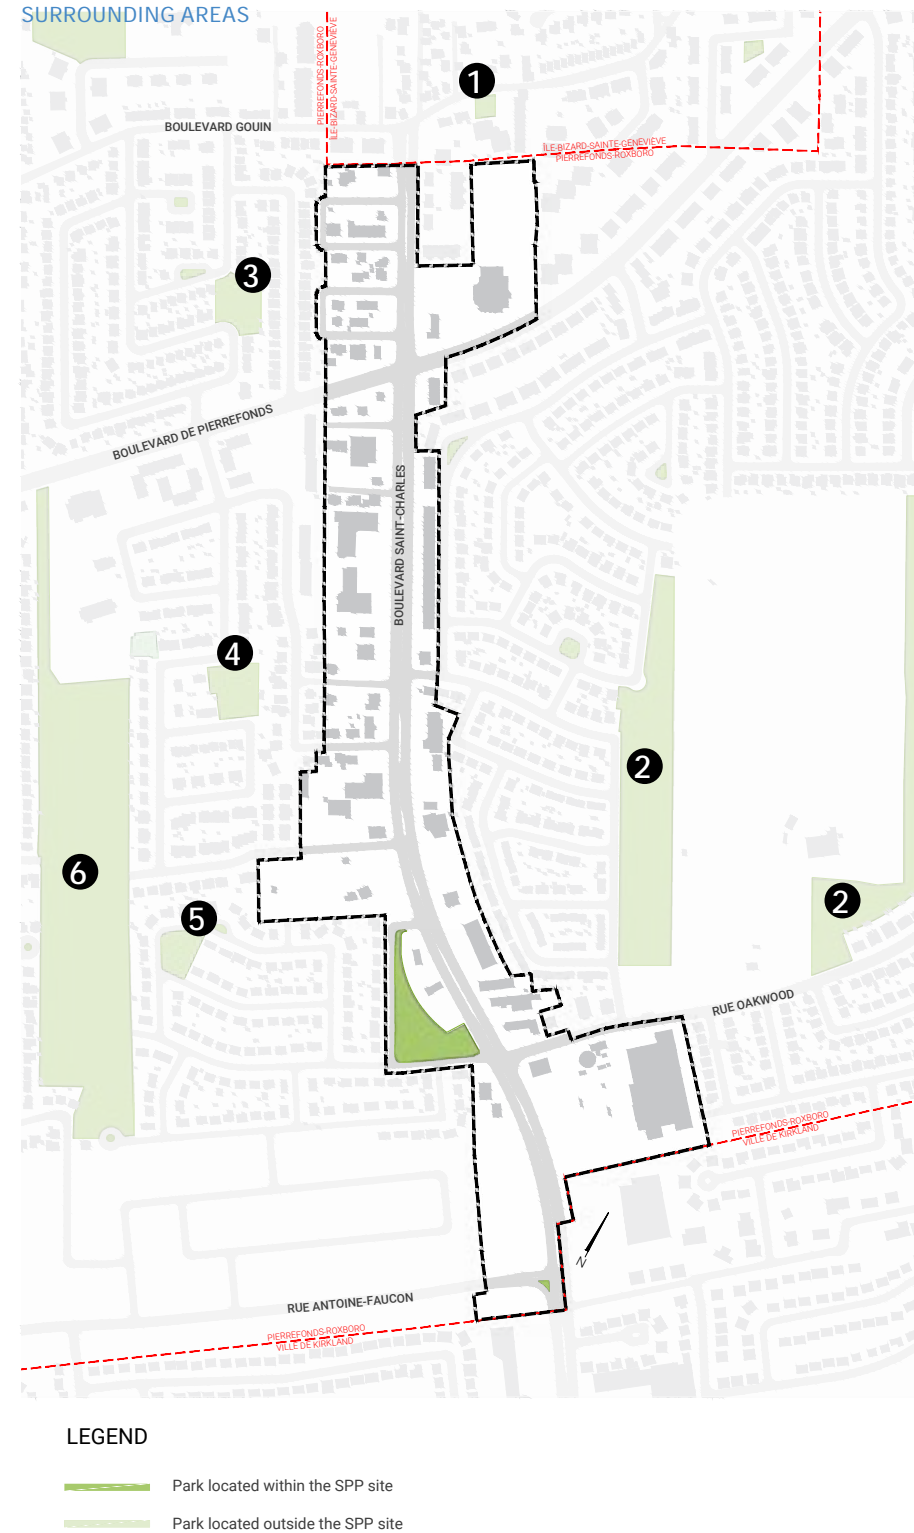 SURROUNDING AREAS
PIERREFONDS-ROXBORO
ÎLE-BIZARD-SAINTE-GENEVIÈVE
1
BOULEVARD GOUIN
ÎLE-BIZARD-SAINTE-GENEVIÈVE
PIERREFONDS-ROXBORO
3
BOULEVARD DE PIERREFONDS
BOULEVARD SAINT-CHARLES
4
2
6
2
5
RUE OAKWOOD
PIERREFONDS-ROXBORO
VILLE DE KIRKLAND
N
RUE ANTOINE-FAUCON
PIERREFONDS-ROXBORO
VILLE DE KIRKLAND
LEGEND
Park located within the SPP site
Park located outside the SPP site